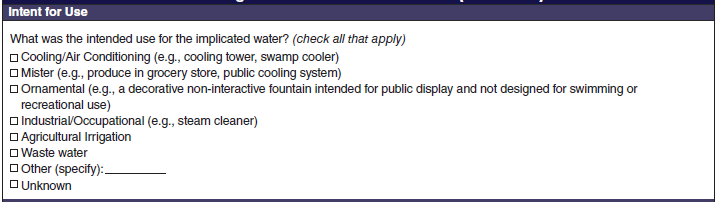 Intent for Use
What was the intended use for the implicated water? (check all that apply)
☐ Cooling/Air Conditioning (e.g., cooling tower, swamp cooler)
☐ Mister (e.g., produce in grocery store, public cooling system)
☐ Ornamental (e.g., a decorative non-interactive fountain intended for public display and not designed for swimming or
recreational use)
☐ Industrial/Occupational (e.g., steam cleaner)
☐ Agricultural Irrigation
☐ Waste water
☐ Other (specify):__________
☐ Unknown